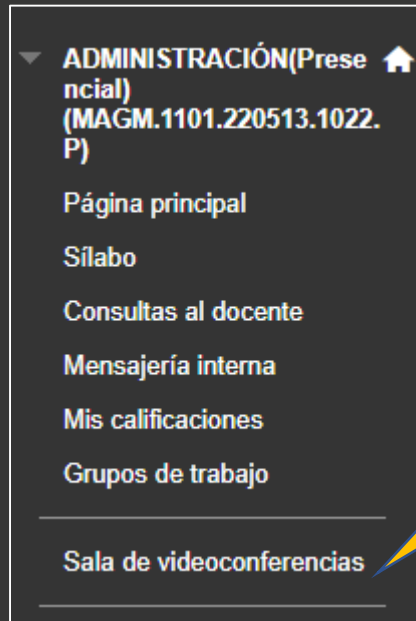 ADMINISTRACIÓN(Prese
ncial)
(MAGM.1101.220513.1022.
P)
Página principal
Sílabo
Consultas al docente
Mensajería interna
Mis calificaciones
Grupos de trabajo
Sala de videoconferencias